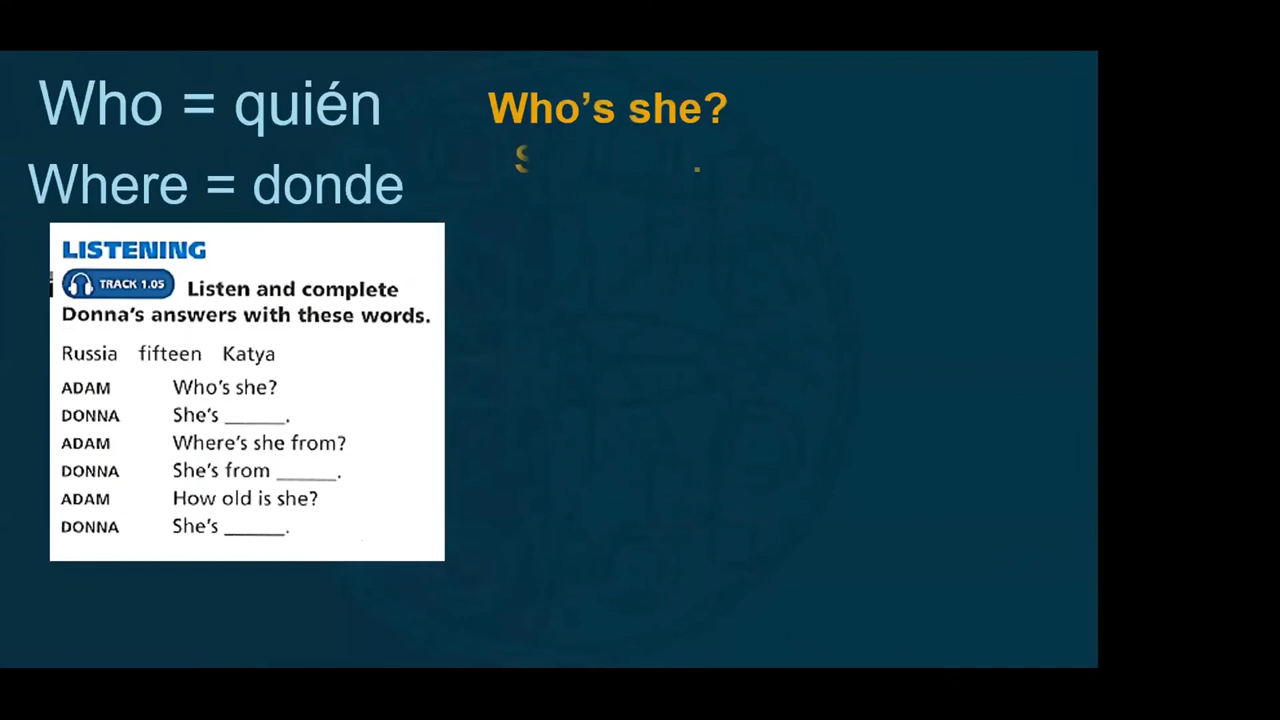 Who = quién
Where = donde
Who's she?
S .
LISTENING
TRACK 1.05 Listen and complete
Donna's answers with these words.
Russia fifteen Katya
ADAM Who's she?
DONNA She's ______.
ADAM Where's she from?
DONNA She's from ______.
ADAM How old is she?
DONNA She's ______.